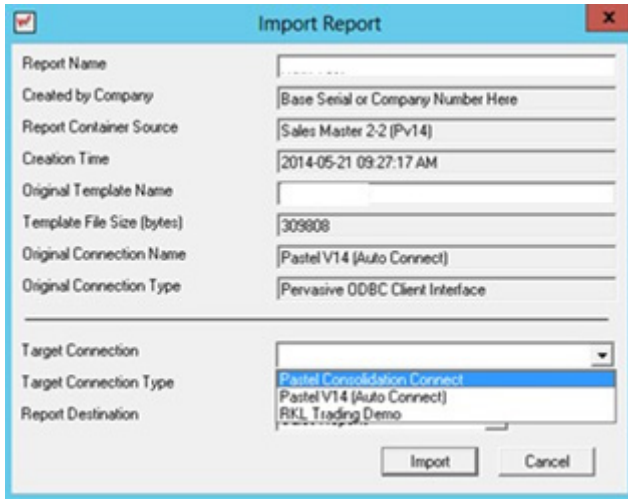 Import Report
Report Name
Created by Company Base Serial or Company Number Here
Report Container Source Sales Master 2-2 (Pv14)
Creation Time 2014-05-21 09:27:17 AM
Original Template Name
Template File Size (bytes) 309808
Original Connection Name Pastel V14 (Auto Connect)
Original Connection Type Pervasive ODBC Client Interface
Target Connection
Target Connection Type Pastel Consolidation Connect
Pastel V14 (Auto Connect)
Report Destination RKL Trading Demo
Import Cancel